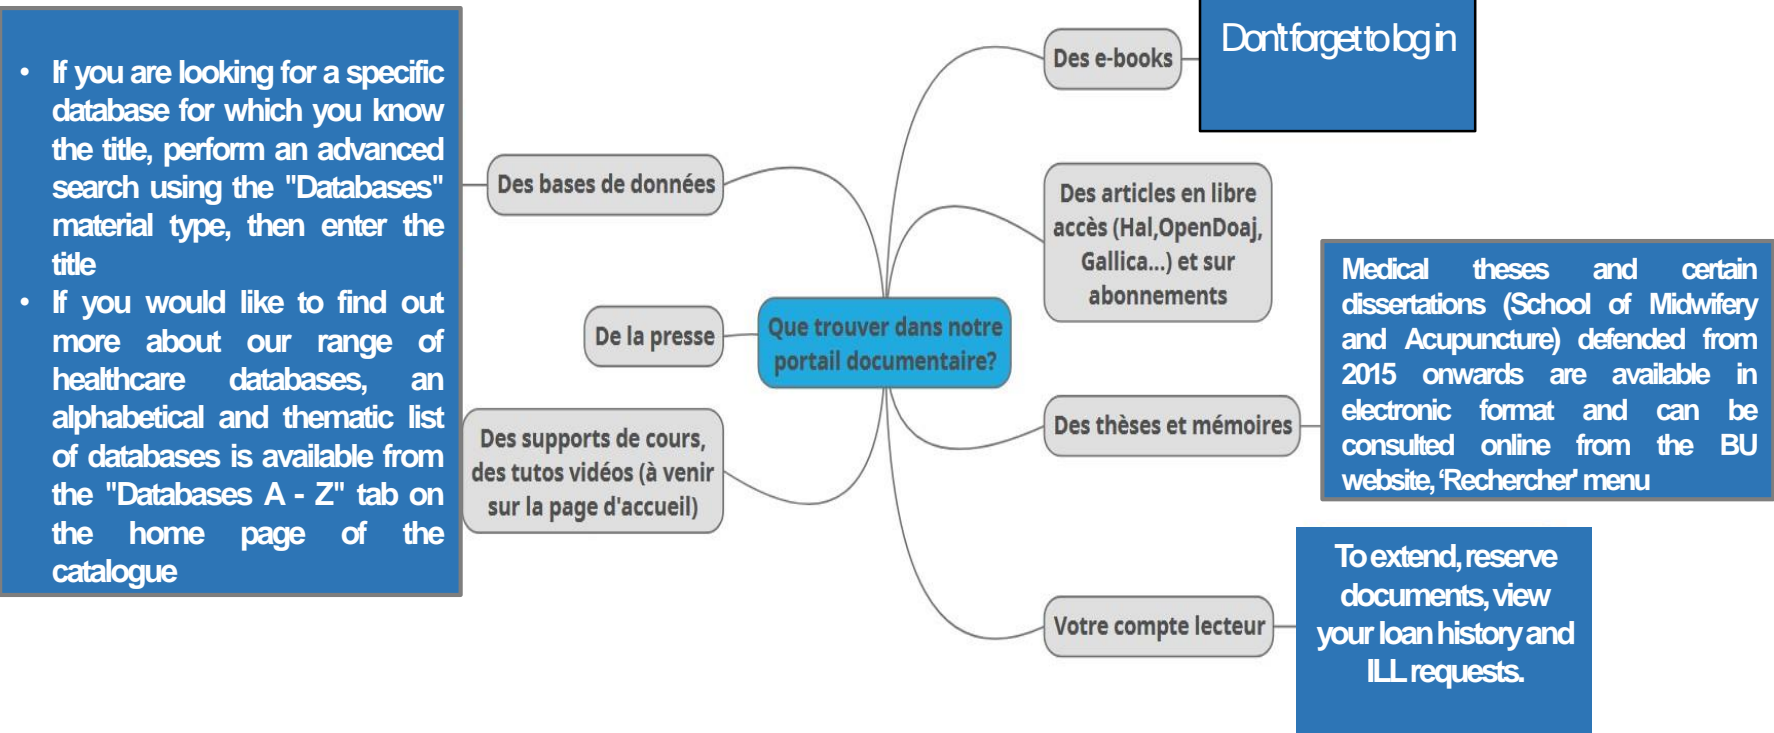 • If you are looking for a specific
database for which you know
the title, perform an advanced
search using the "Databases"
material type, then enter the
title
• If you would like to find out
more about our range of
healthcare databases, an
alphabetical and thematic list
of databases is available from
the "Databases A - Z" tab on
the home page of the
catalogue
Des bases de données
De la presse
Des supports de cours,
des tutos vidéos (à venir
sur la page d'accueil)
Que trouver dans notre
portail documentaire?
Des e-books
Don't forget to log in
Des articles en libre
accès (Hal,OpenDoaj,
Gallica...) et sur
abonnements
Des thèses et mémoires
Medical theses and certain
dissertations (School of Midwifery
and Acupuncture) defended from
2015 onwards are available in
electronic format and can be
consulted online from the BU
website, ‘Rechercher' menu
Votre compte lecteur
To extend, reserve
documents, view
your loan history and
ILL requests.